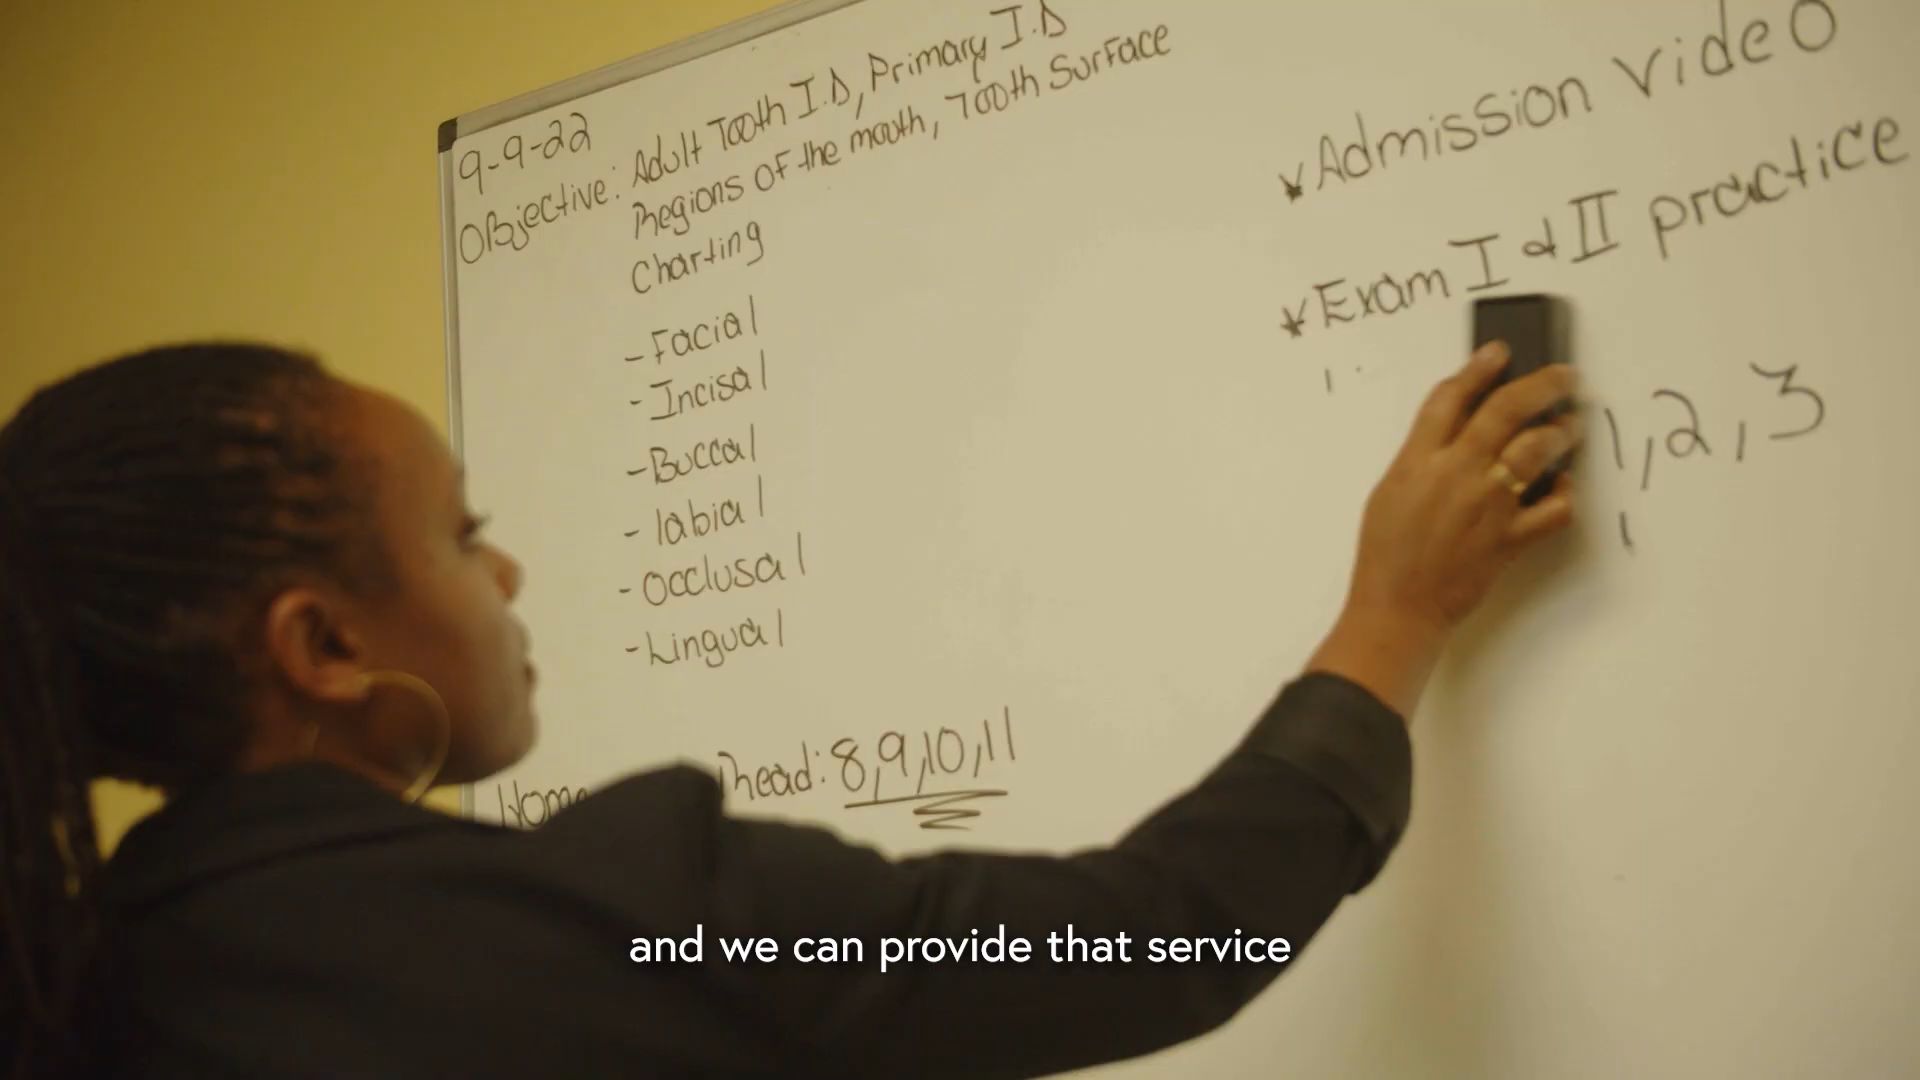 9-9-22
Objective: Adult Tooth I.D, Primary I.D
Regions of the mouth, Tooth Surface
Charting
- Facial
- Incisal
- Buccal
- labial
- Occlusal
- Lingual
Read: 8,9,10,11
Admission video
Exam I & II practice
1,2,3
and we can provide that service